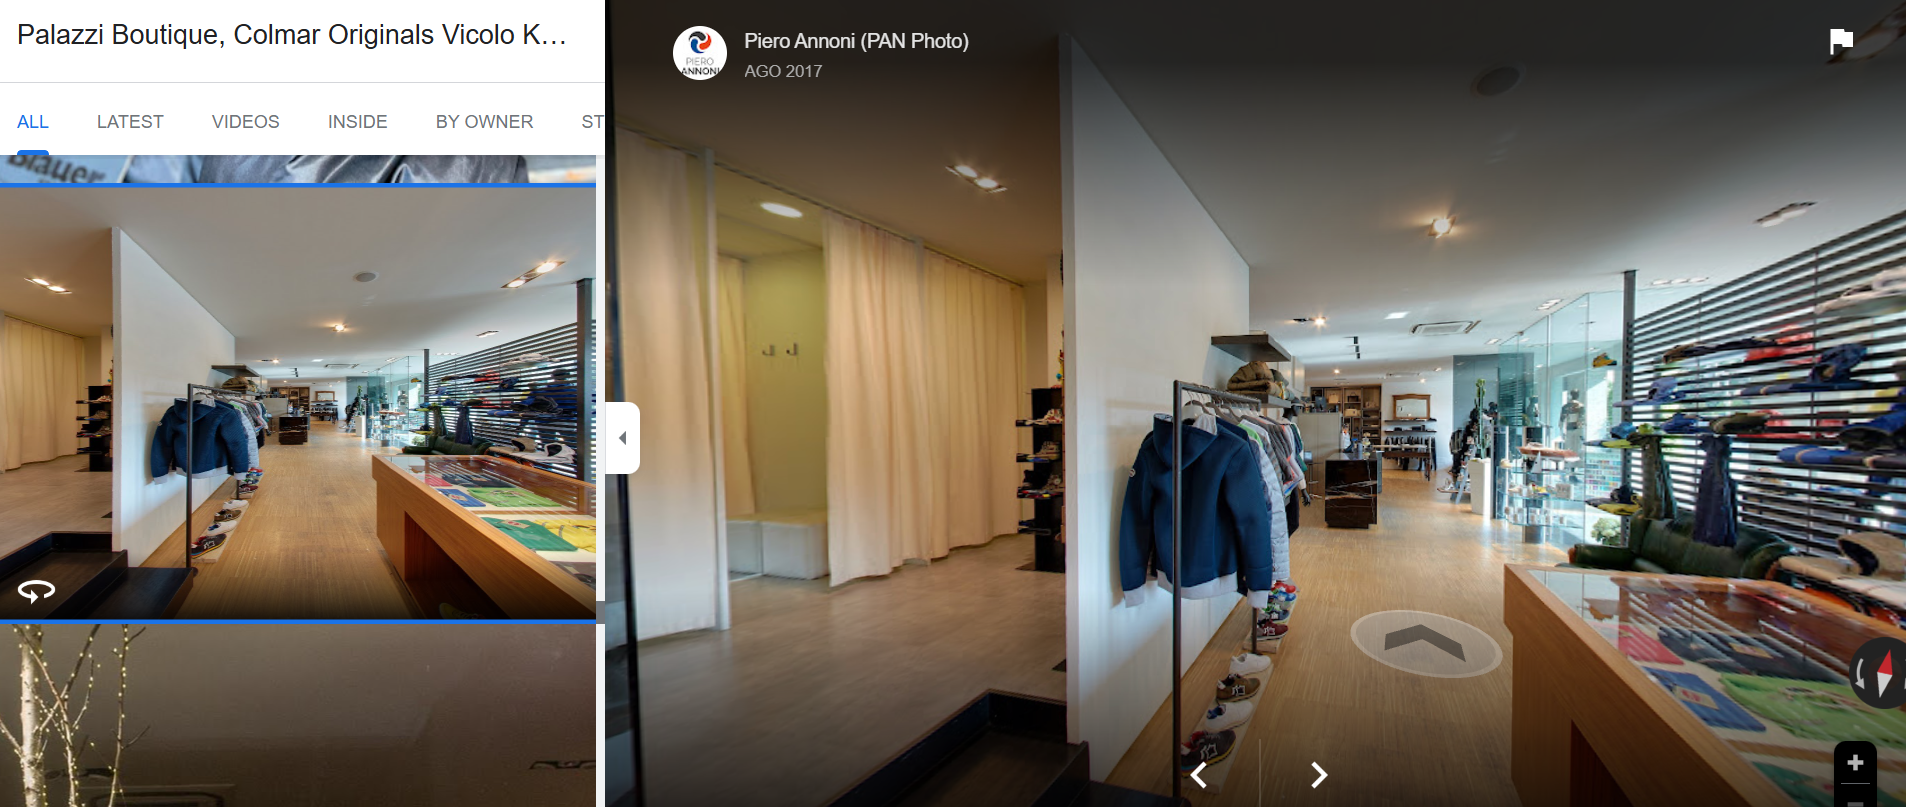 Palazzi Boutique, Colmar Originals Vicolo K...
ALL LATEST VIDEOS INSIDE BY OWNER ST
Blauer
PIERO
ANNONI
Piero Annoni (PAN Photo)
AGO 2017